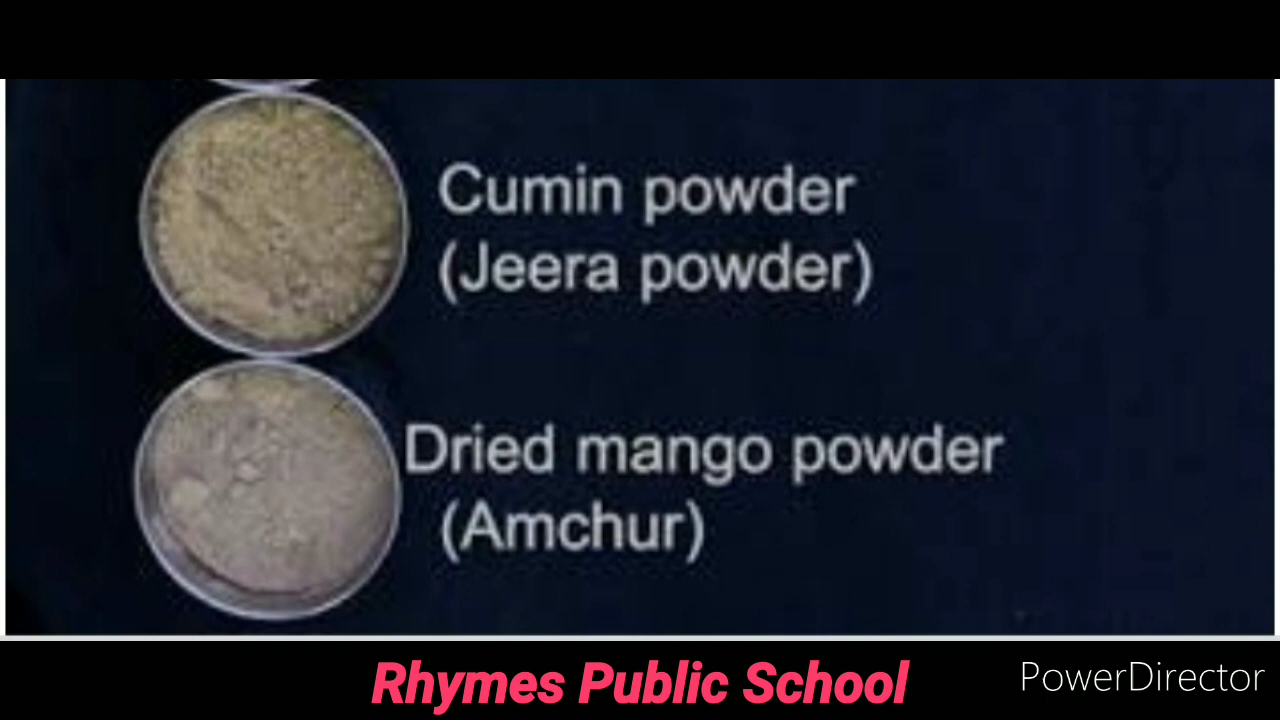 Cumin powder
(Jeera powder)
Dried mango powder
(Amchur)
Rhymes Public School
PowerDirector